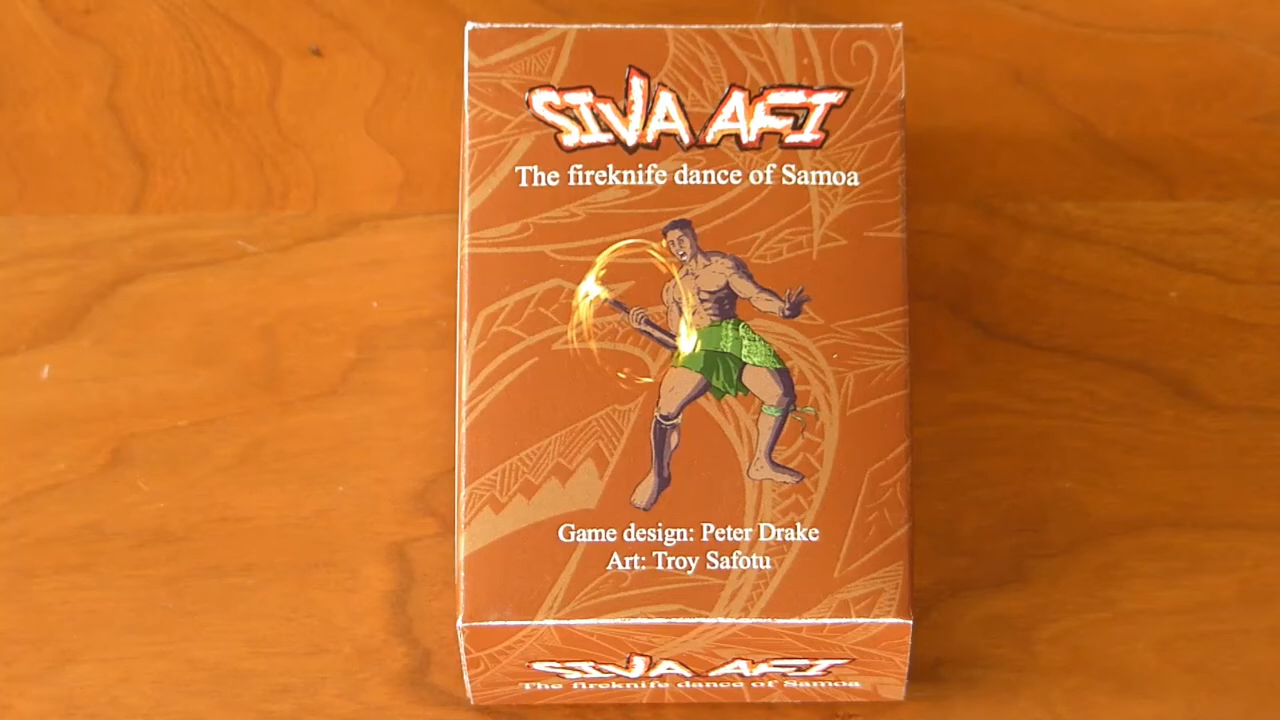 SIVA AFI
The fireknife dance of Samoa
Game design: Peter Drake
Art: Troy Safotu
SIVA AFI
The fireknife dance of Samoa